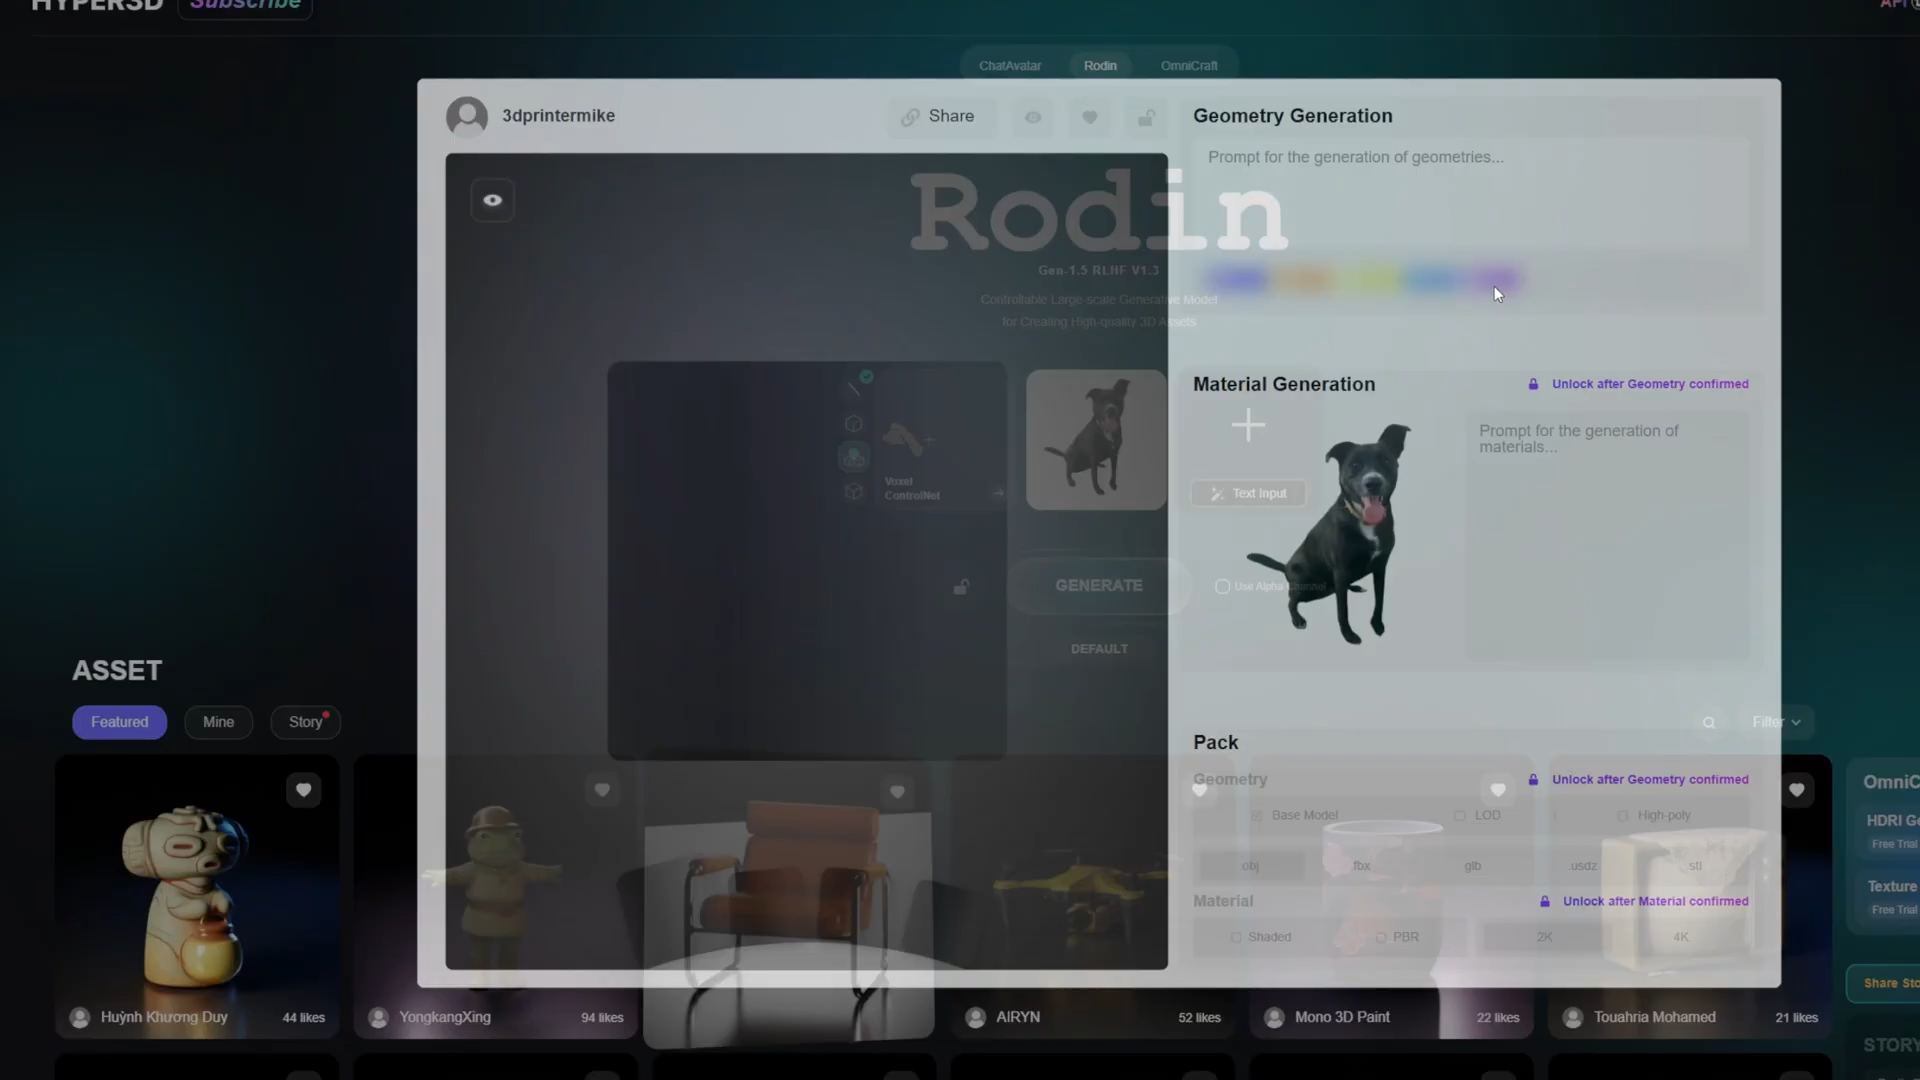 HYPER3D
Subscribe
API
ChatAvatar
Rodin
OmniCraft
3dprintermike
Share
Geometry Generation
Prompt for the generation of geometries...
Rodin
Gen-1.5 RLHF V1.3
Controllable Large-scale Generative Model
for Creating High-quality 3D Assets
Material Generation
Unlock after Geometry confirmed
Prompt for the generation of
materials...
Voxel
ControlNet
Text Input
Use Alpha Channel
GENERATE
DEFAULT
ASSET
Featured
Mine
Story
Filter
Pack
Geometry
Unlock after Geometry confirmed
Base Model
LOD
High-poly
obj
fbx
glb
usdz
stl
Material
Unlock after Material confirmed
Shaded
PBR
2K
4K
Huỳnh Khương Duy
44 likes
YongkangXing
94 likes
AIRYN
52 likes
Mono 3D Paint
22 likes
Touahria Mohamed
21 likes
OmniC
HDRI Ge
Free Trial
Texture
Free Trial
Share Sto
STORY